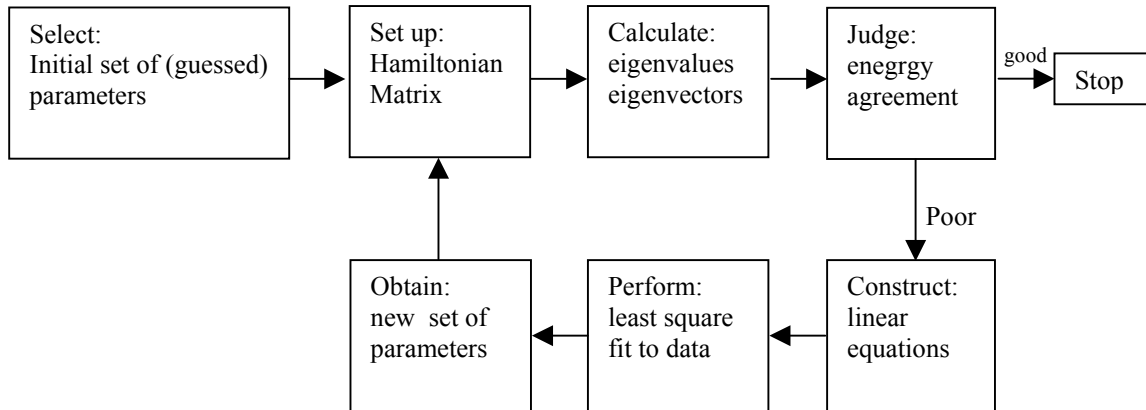 Select:
Initial set of (guessed)
parameters
Set up:
Hamiltonian
Matrix
Calculate:
eigenvalues
eigenvectors
Judge:
enegrgy
agreement
good
Stop
Poor
Obtain:
new set of
parameters
Perform:
least square
fit to data
Construct:
linear
equations